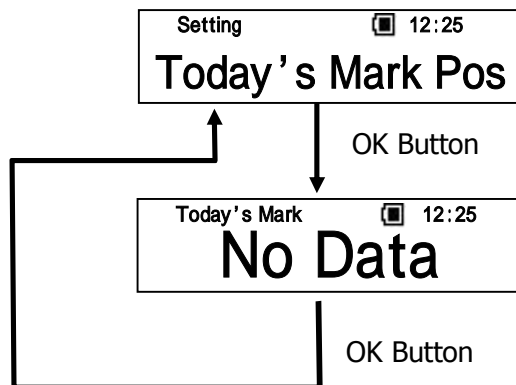 Setting 12:25
Today's Mark Pos
OK Button
Today's Mark 12:25
No Data
OK Button